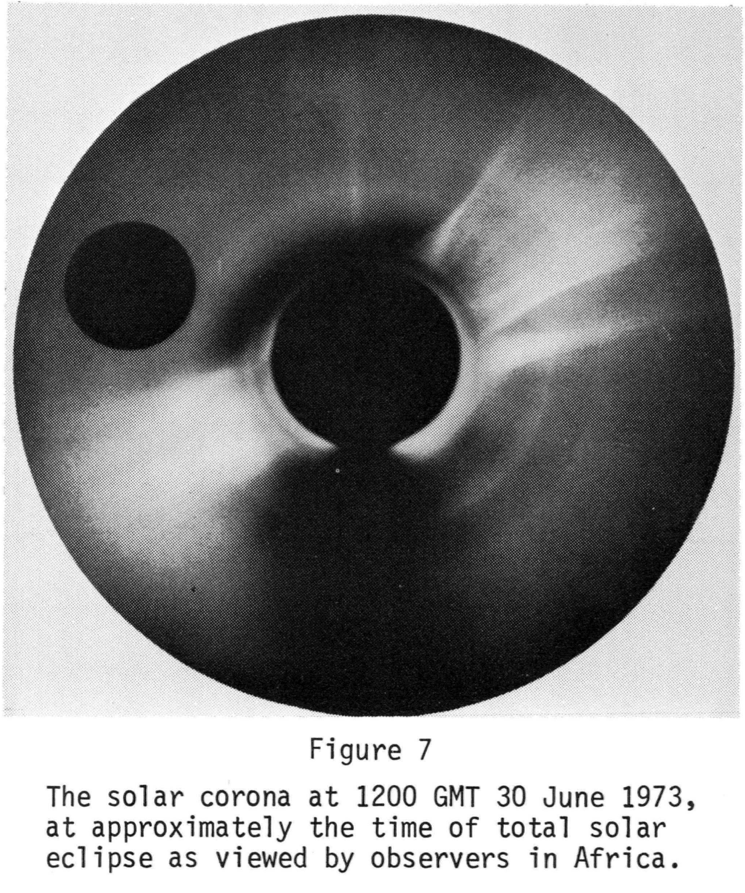 Figure 7
The solar corona at 1200 GMT 30 June 1973,
at approximately the time of total solar
eclipse as viewed by observers in Africa.